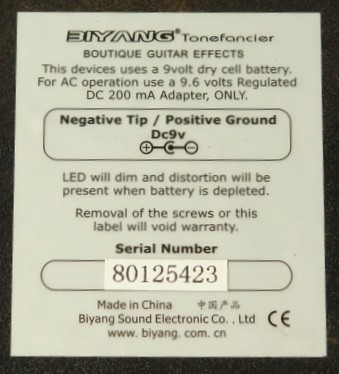 BIYANG Tonefancier
BOUTIQUE GUITAR EFFECTS
This devices uses a 9volt dry cell battery.
For AC operation use a 9.6 volts Regulated
DC 200 mA Adapter, ONLY.
Negative Tip / Positive Ground
Dc9v
LED will dim and distortion will be
present when battery is depleted.
Removal of the screws or this
label will void warranty.
Serial Number
80125423
Made in China 中国产品
Biyang Sound Electronic Co. , Ltd CE
www. biyang. com. cn